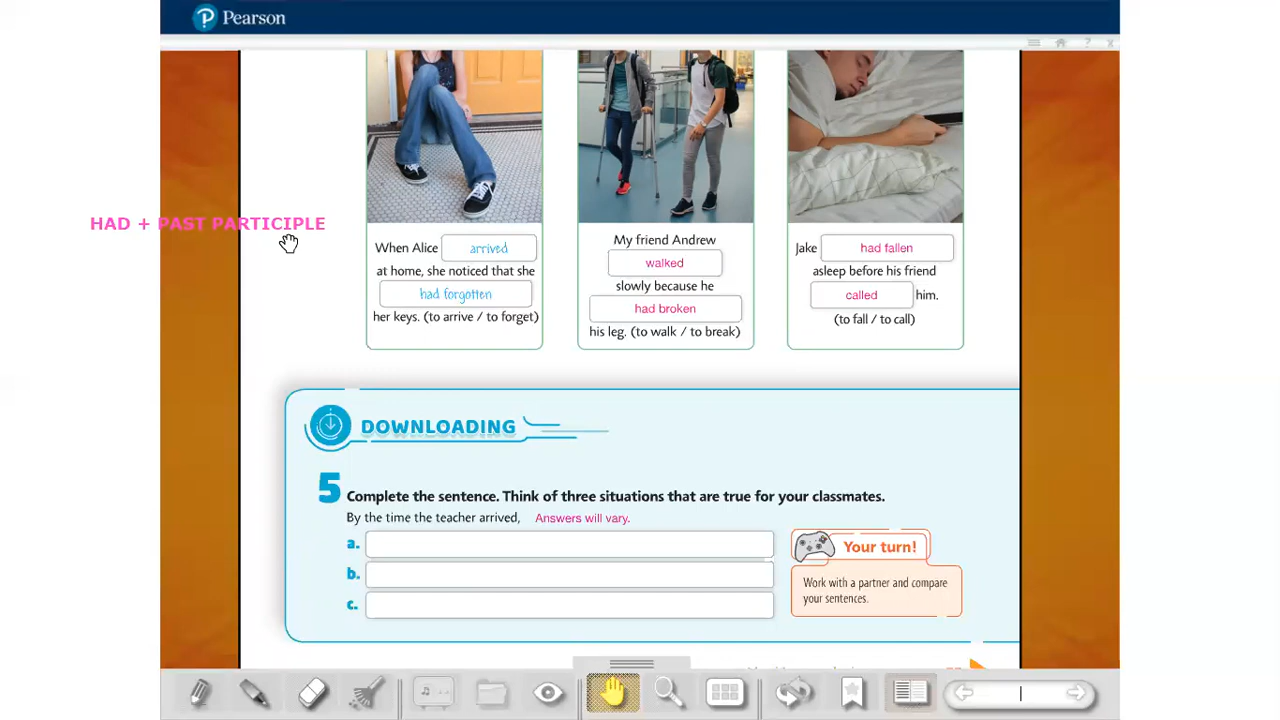 Pearson
HAD + PAST PARTICIPLE
When Alice arrived
at home, she noticed that she
had forgotten
her keys. (to arrive / to forget)
My friend Andrew
walked
slowly because he
had broken
his leg. (to walk / to break)
Jake had fallen
asleep before his friend
called him.
(to fall / to call)
DOWNLOADING
5 Complete the sentence. Think of three situations that are true for your classmates.
By the time the teacher arrived, Answers will vary.
a.
b.
c.
Your turn!
Work with a partner and compare
your sentences.